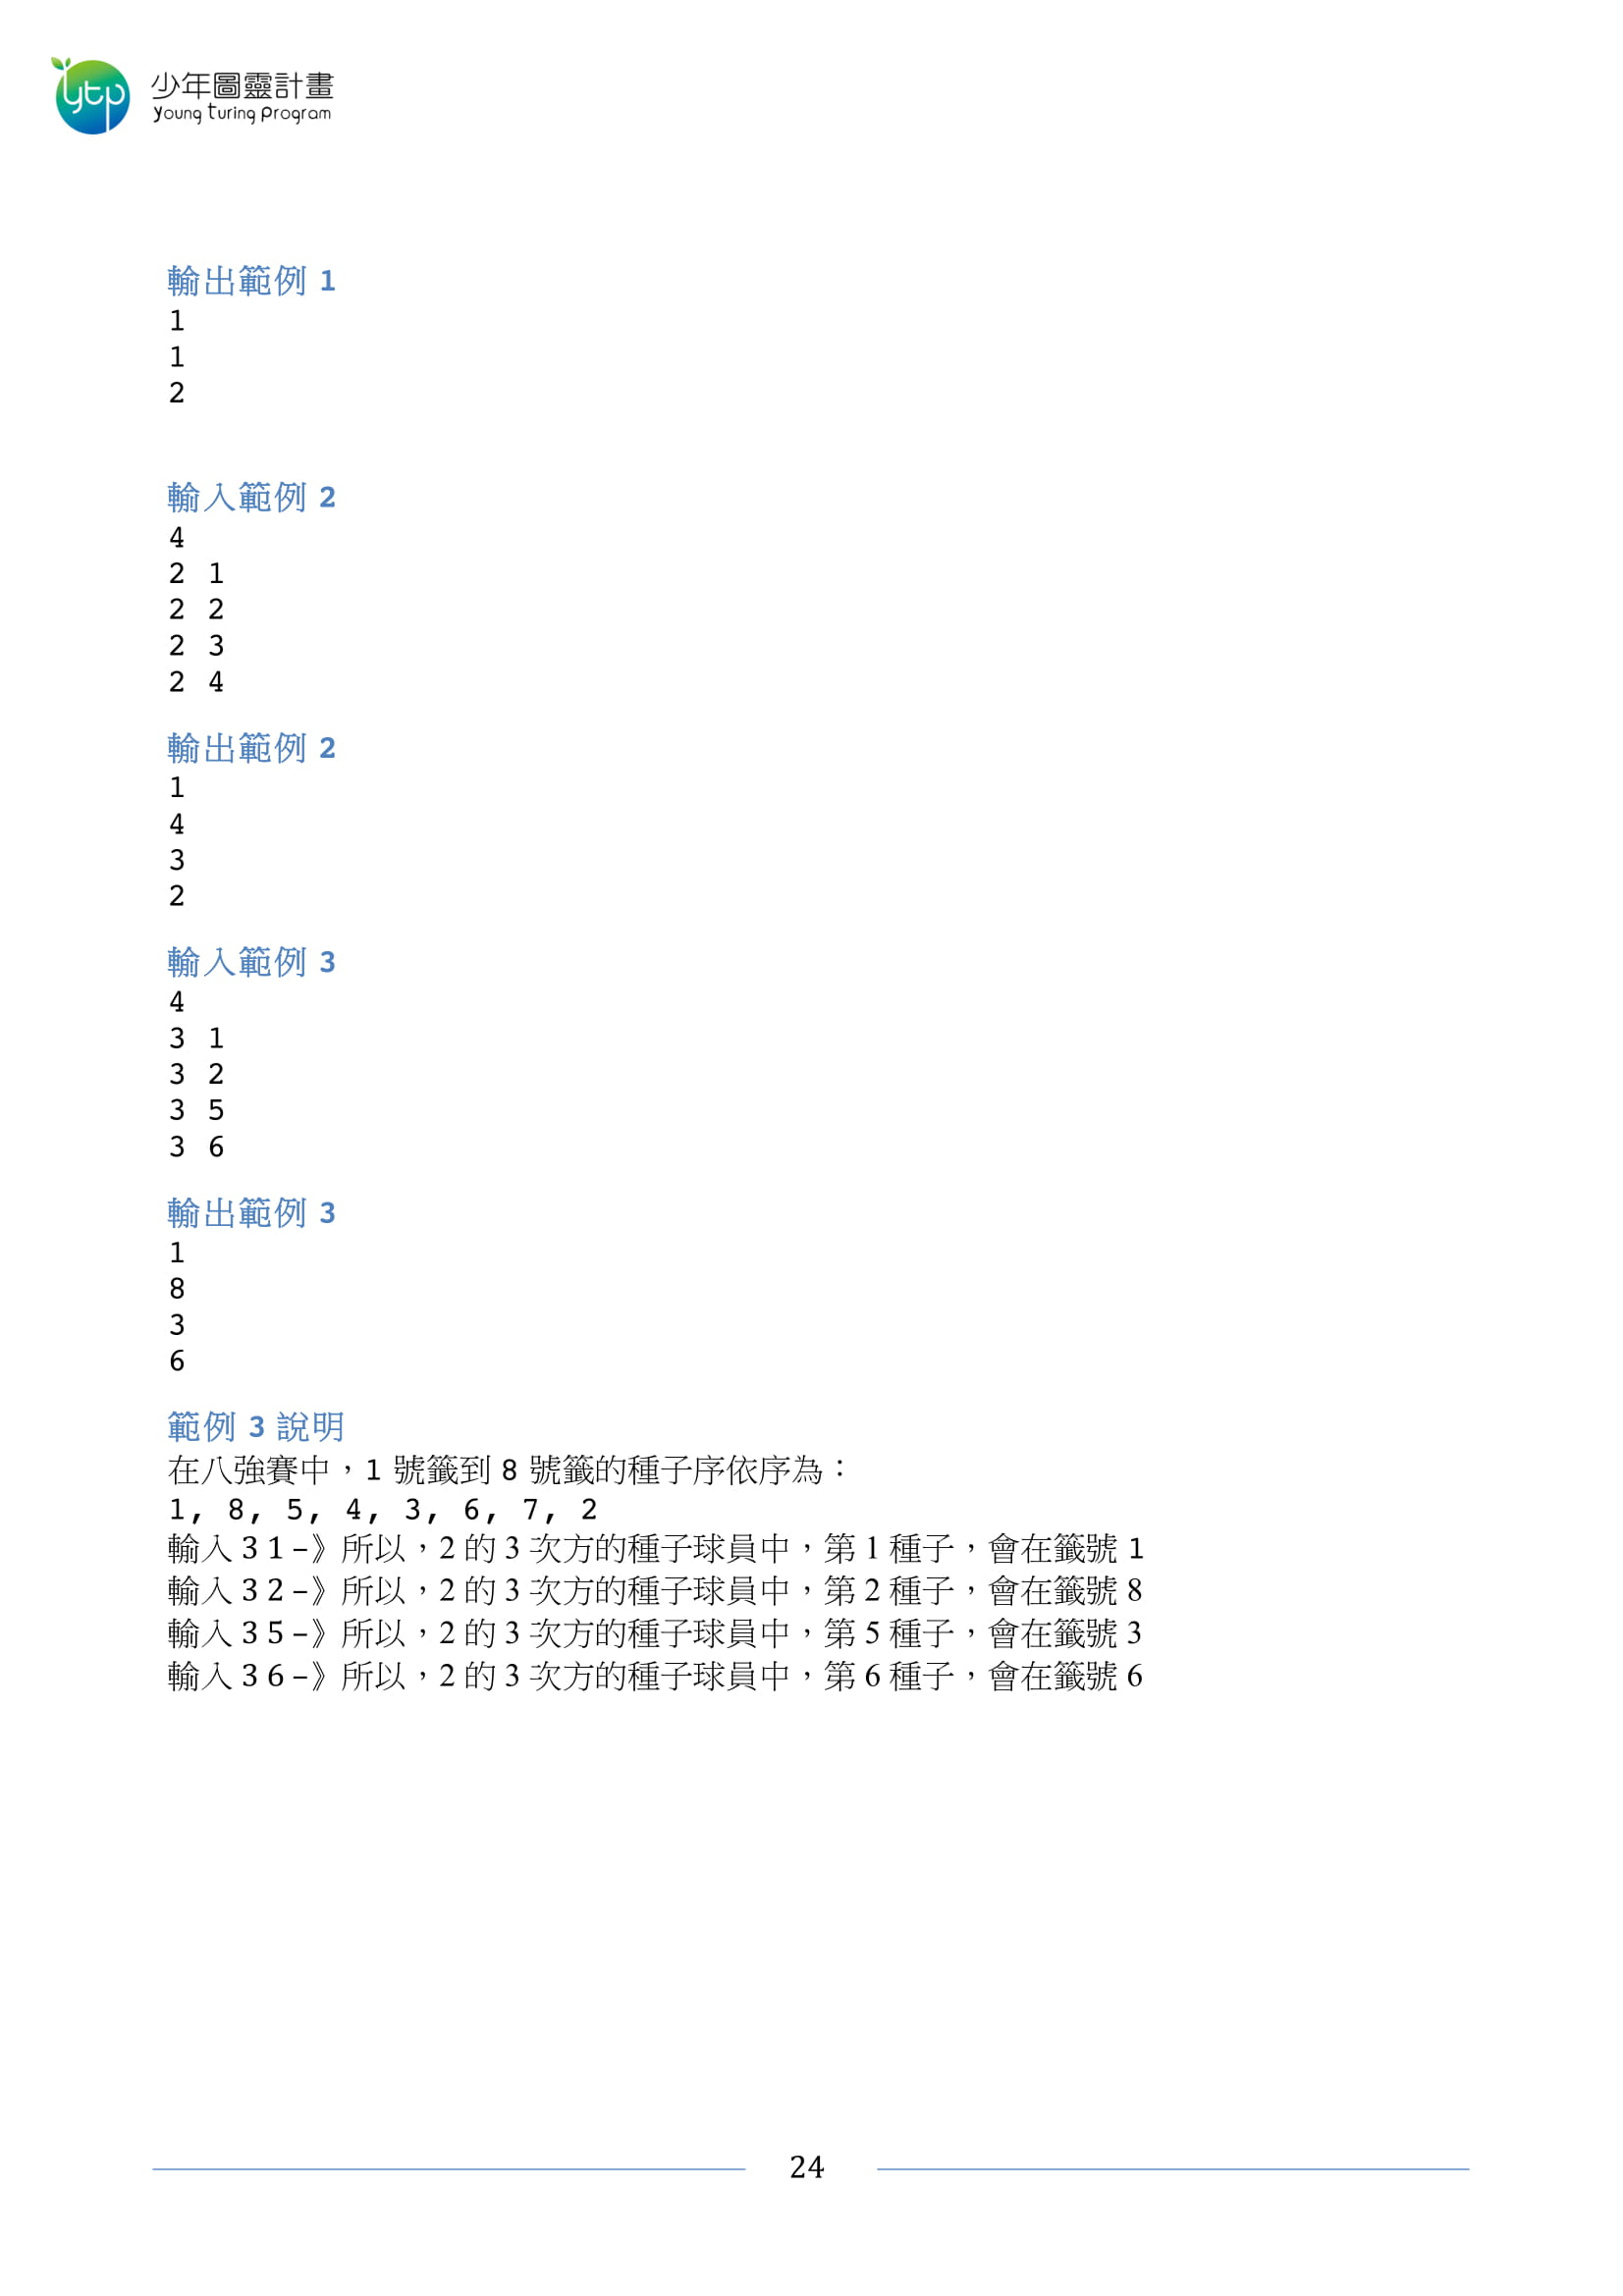 ytp
少年圖靈計畫
Young Turing Program
輸出範例 1
1
1
2
輸入範例 2
4
2 1
2 2
2 3
2 4
輸出範例 2
1
4
3
2
輸入範例 3
4
3 1
3 2
3 5
3 6
輸出範例 3
1
8
3
6
範例 3 說明
在八強賽中，1 號籤到 8 號籤的種子序依序為：
1, 8, 5, 4, 3, 6, 7, 2
輸入 3 1 –》所以，2 的 3 次方的種子球員中，第 1 種子，會在籤號 1
輸入 3 2 –》所以，2 的 3 次方的種子球員中，第 2 種子，會在籤號 8
輸入 3 5 –》所以，2 的 3 次方的種子球員中，第 5 種子，會在籤號 3
輸入 3 6 –》所以，2 的 3 次方的種子球員中，第 6 種子，會在籤號 6
24